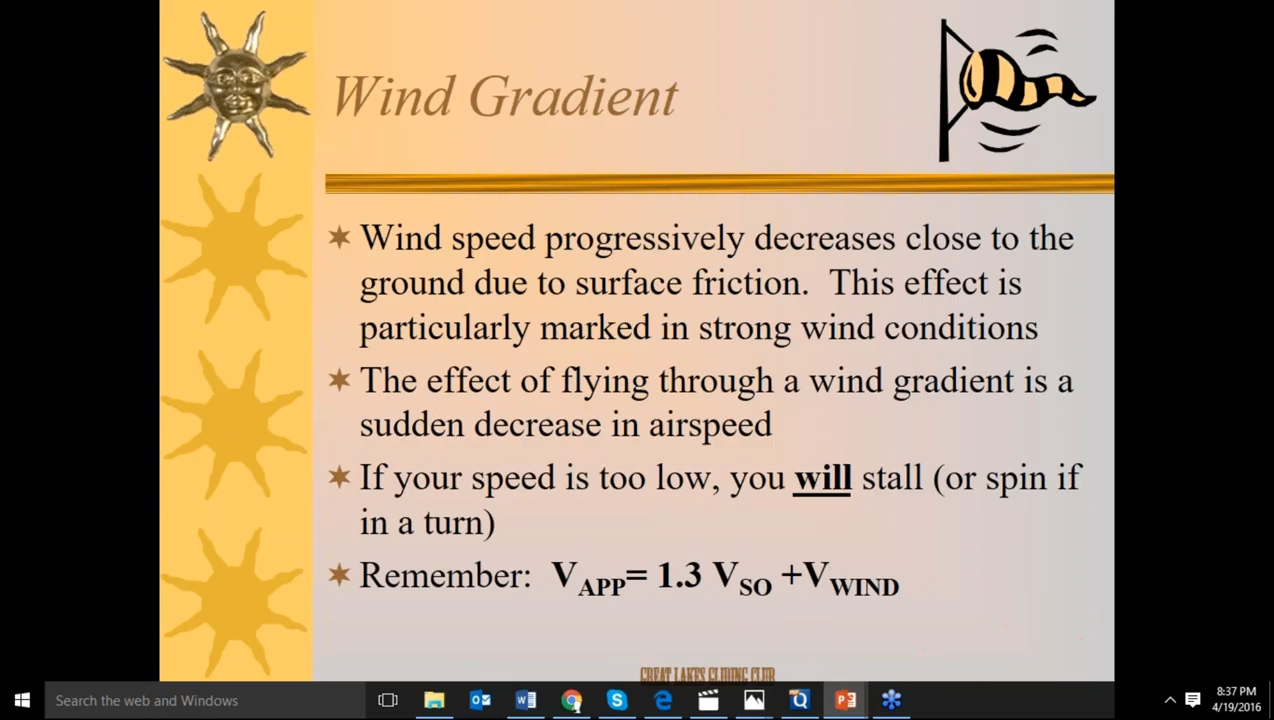 Wind Gradient
Wind speed progressively decreases close to the
ground due to surface friction.  This effect is
particularly marked in strong wind conditions
The effect of flying through a wind gradient is a
sudden decrease in airspeed
If your speed is too low, you will stall (or spin if
in a turn)
Remember:  VAPP= 1.3 VSO +VWIND
GREAT LAKES GLIDING CLUB
Search the web and Windows
8:37 PM
4/19/2016